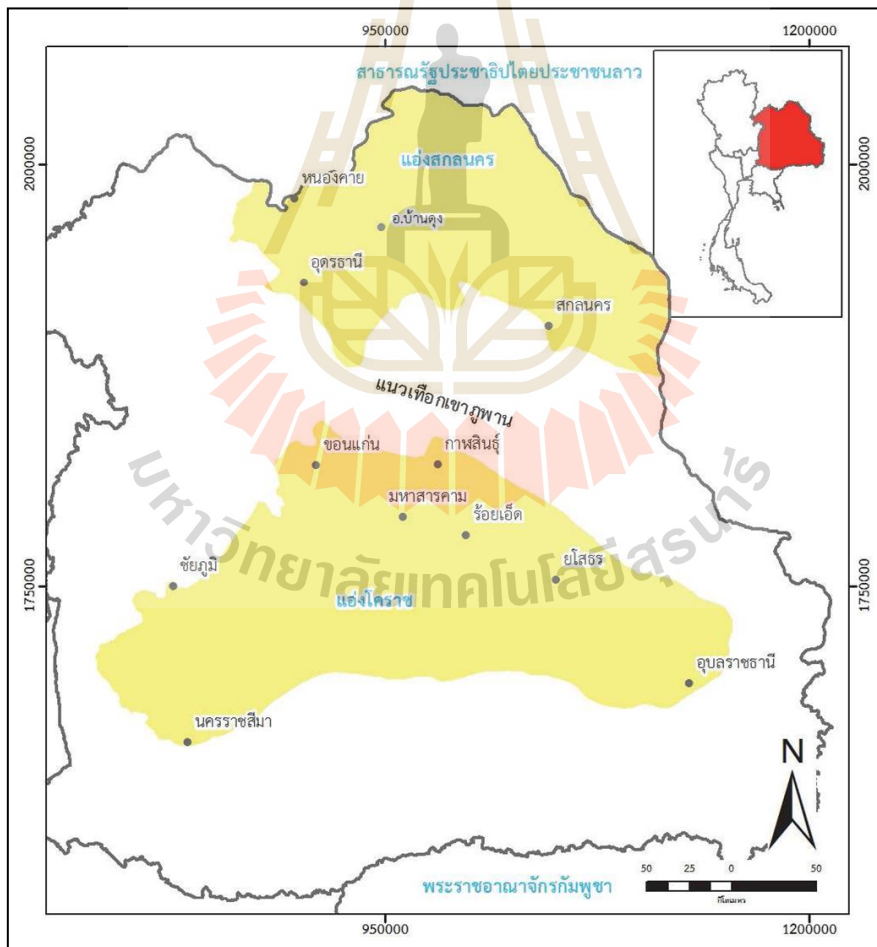 950000
1200000
สาธารณรัฐประชาธิปไตยประชาชนลาว
2000000
2000000
แอ่งสกลนคร
หนองคาย
อ.บ้านดุง
อุดรธานี
สกลนคร
แนวเทือกเขาภูพาน
ขอนแก่น
กาฬสินธุ์
มหาสารคาม
ร้อยเอ็ด
ยโสธร
ชัยภูมิ
มหาวิทยาลัยเทคโนโลยีสุรนารี
1750000
1750000
แอ่งโคราช
อุบลราชธานี
นครราชสีมา
N
พระราชอาณาจักรกัมพูชา
50 25 0 50
กิโลเมตร
950000
1200000